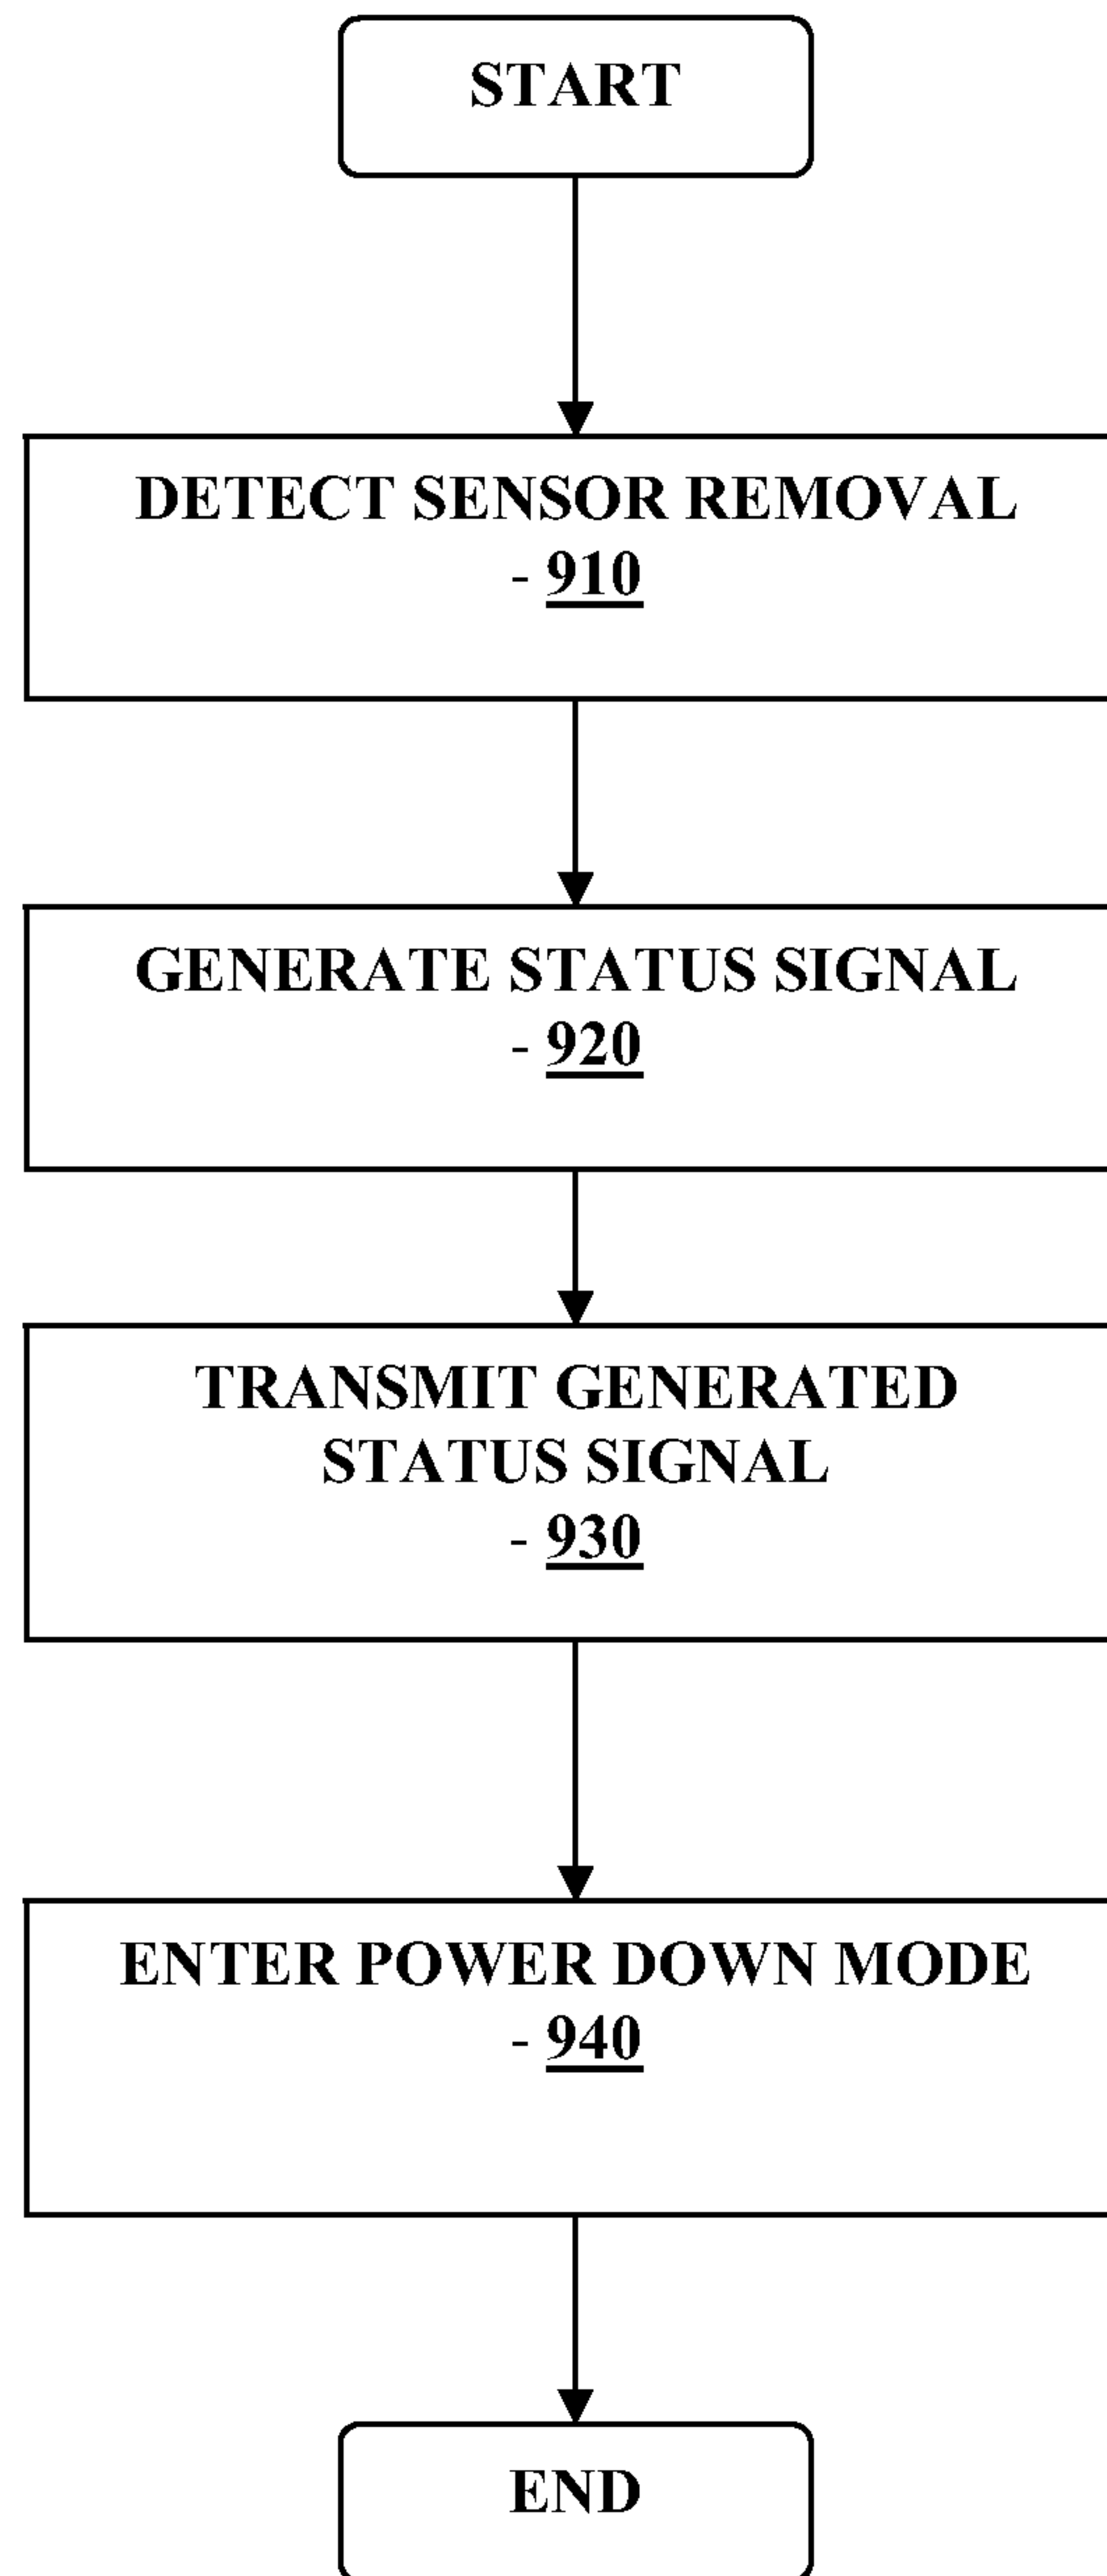 START
DETECT SENSOR REMOVAL
- 910
GENERATE STATUS SIGNAL
- 920
TRANSMIT GENERATED
STATUS SIGNAL
- 930
ENTER POWER DOWN MODE
- 940
END